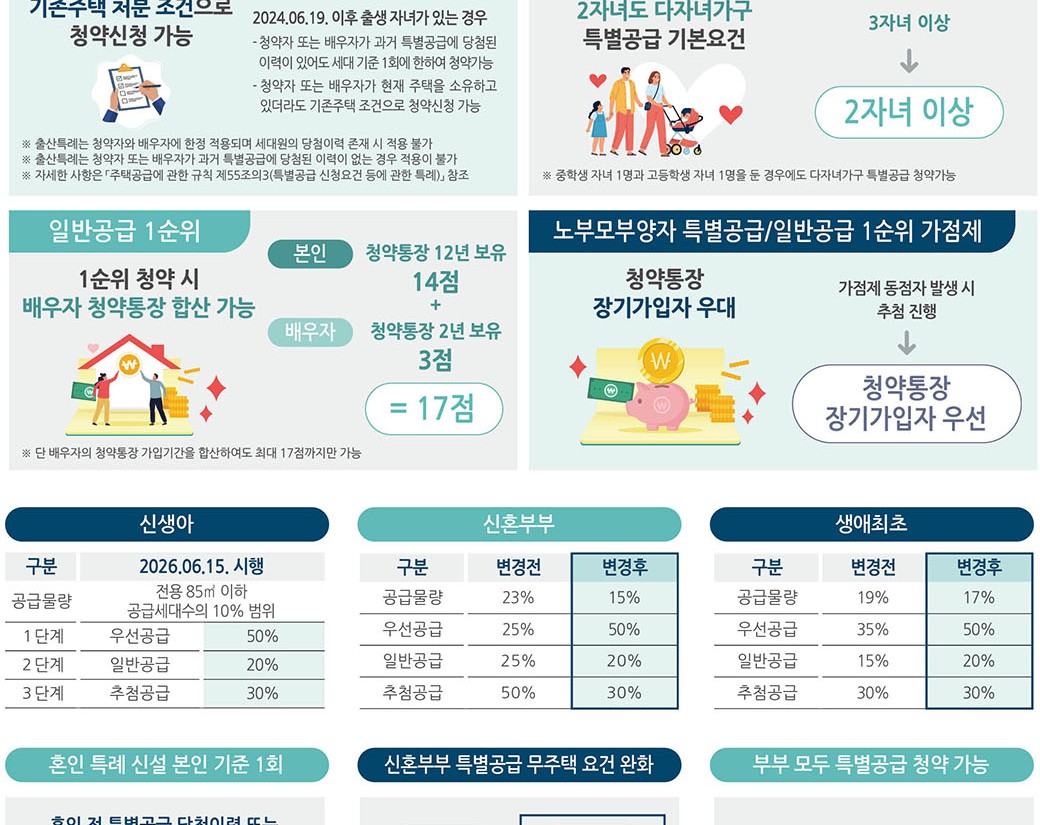 기존주택 처분 조건으로
청약신청 가능
2024.06.19. 이후 출생 자녀가 있는 경우
- 청약자 또는 배우자가 과거 특별공급에 당첨된
이력이 있어도 세대 기준 1회에 한하여 청약가능
- 청약자 또는 배우자가 현재 주택을 소유하고
있더라도 기존주택 조건으로 청약신청 가능
※ 출산특례는 청약자와 배우자에 한정 적용되며 세대원의 당첨이력 존재 시 적용 불가
※ 출산특례는 청약자 또는 배우자가 과거 특별공급에 당첨된 이력이 없는 경우 적용이 불가
※ 자세한 사항은 「주택공급에 관한 규칙 제55조의3(특별공급 신청요건 등에 관한 특례)」 참조
2자녀도 다자녀가구
특별공급 기본요건
3자녀 이상
2자녀 이상
※ 중학생 자녀 1명과 고등학생 자녀 1명을 둔 경우에도 다자녀가구 특별공급 청약가능
일반공급 1순위
1순위 청약 시
배우자 청약통장 합산 가능
본인
청약통장 12년 보유
14점
+
배우자
청약통장 2년 보유
3점
= 17점
※ 단 배우자의 청약통장 가입기간을 합산하여도 최대 17점까지만 가능
노부모부양자 특별공급/일반공급 1순위 가점제
청약통장
장기가입자 우대
가점제 동점자 발생 시
추첨 진행
청약통장
장기가입자 우선
신생아
구분 2026.06.15. 시행
공급물량 전용 85㎡ 이하
공급세대수의 10% 범위
1단계 우선공급 50%
2단계 일반공급 20%
3단계 추첨공급 30%
신혼부부
구분 변경전 변경후
공급물량 23% 15%
우선공급 25% 50%
일반공급 25% 20%
추첨공급 50% 30%
생애최초
구분 변경전 변경후
공급물량 19% 17%
우선공급 35% 50%
일반공급 15% 20%
추첨공급 30% 30%
혼인 특례 신설 본인 기준 1회
혼인 전 특별공급 당첨이력 또는
신혼부부 특별공급 무주택 요건 완화
부부 모두 특별공급 청약 가능